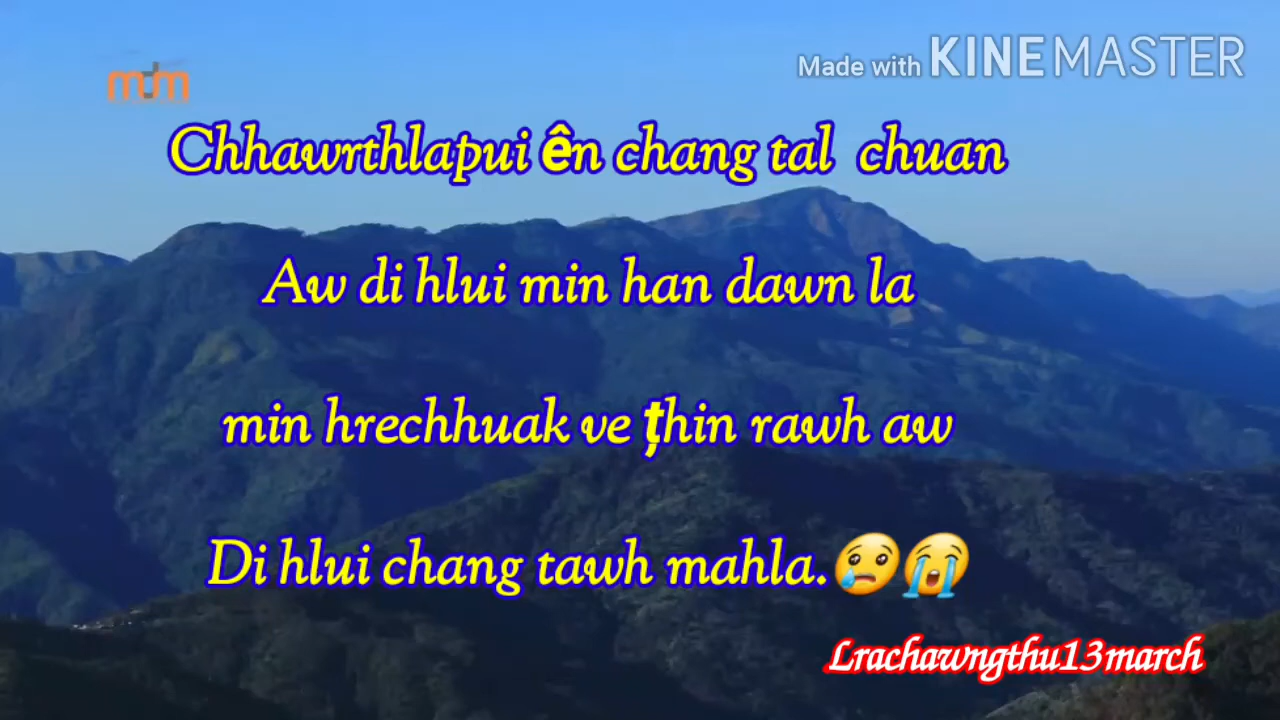 mdm
Made with KINEMASTER
Chhawrthlapui ên chang tal chuan
Aw di hlui min han dawn la
min hrechhuak ve ṭhin rawh aw
Di hlui chang tawh mahla.😢😭
Lrachawngthu13march